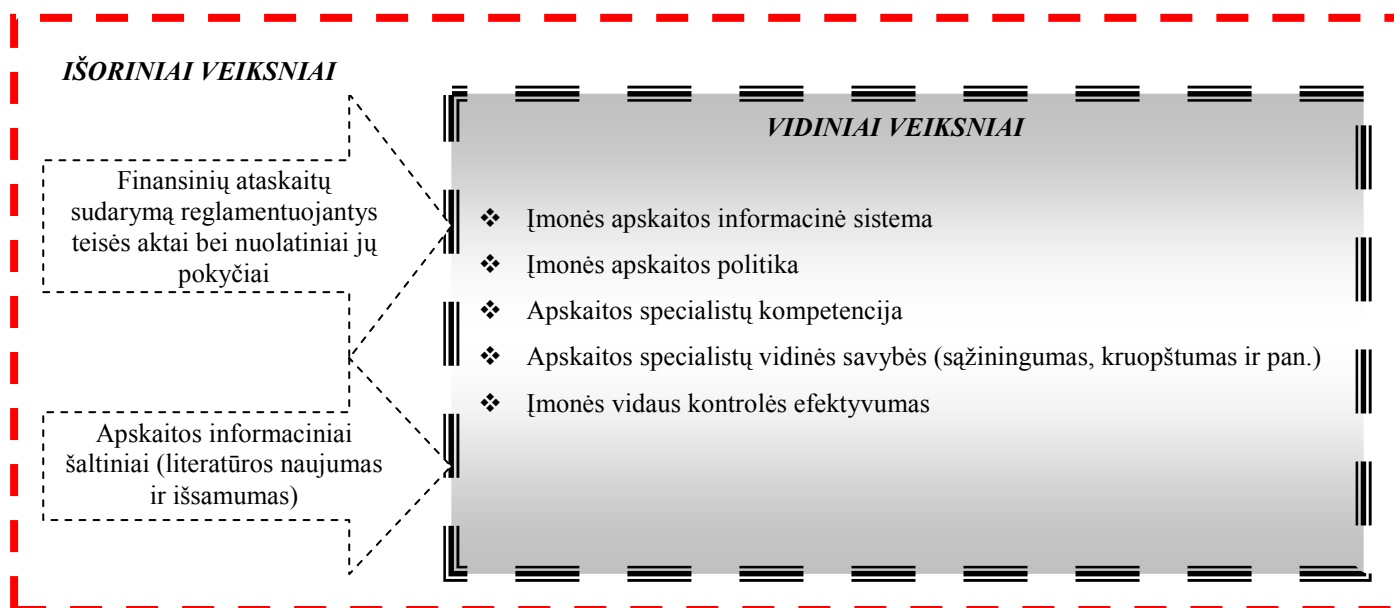 IŠORINIAI VEIKSNIAI
Finansinių ataskaitų
sudarymą reglamentuojantys
teisės aktai bei nuolatiniai jų
pokyčiai
Apskaitos informaciniai
šaltiniai (literatūros naujumas
ir išsamumas)
VIDINIAI VEIKSNIAI
❖ Įmonės apskaitos informacinė sistema
❖ Įmonės apskaitos politika
❖ Apskaitos specialistų kompetencija
❖ Apskaitos specialistų vidinės savybės (sąžiningumas, kruopštumas ir pan.)
❖ Įmonės vidaus kontrolės efektyvumas